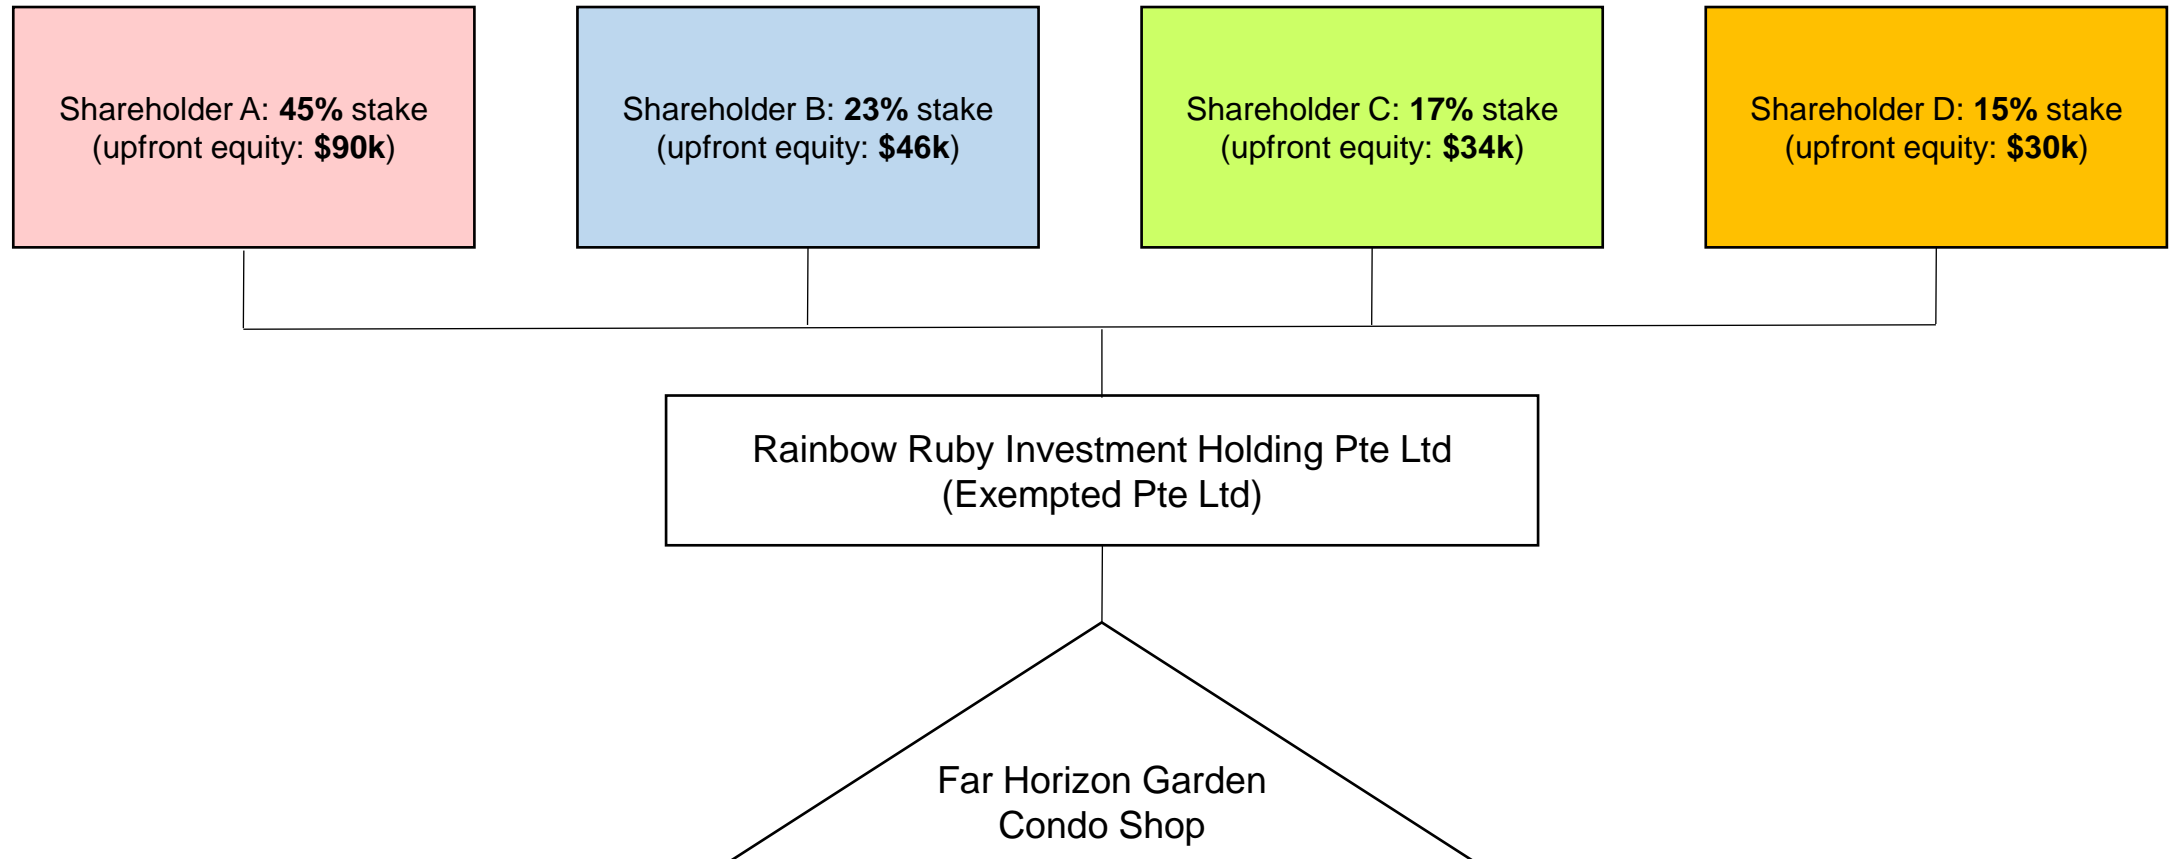 Shareholder A: 45% stake
(upfront equity: $90k)
Shareholder B: 23% stake
(upfront equity: $46k)
Shareholder C: 17% stake
(upfront equity: $34k)
Shareholder D: 15% stake
(upfront equity: $30k)
Rainbow Ruby Investment Holding Pte Ltd
(Exempted Pte Ltd)
Far Horizon Garden
Condo Shop